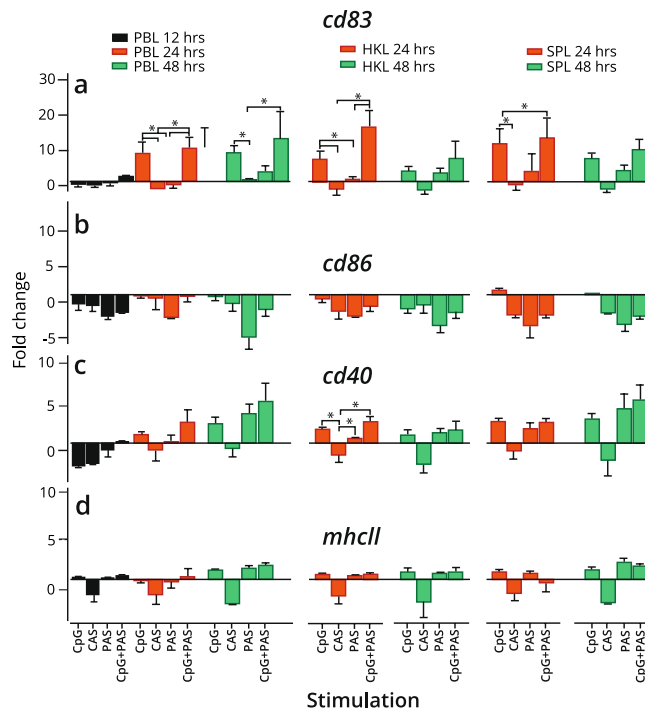 cd83
PBL 12 hrs
PBL 24 hrs
PBL 48 hrs
HKL 24 hrs
HKL 48 hrs
SPL 24 hrs
SPL 48 hrs
a
30
20
10
0
* * *
* *
* *
* *
b
cd86
10
5
0
-5
c
cd40
10
5
0
* * *
d
mhcll
10
5
0
Fold change
CpG CAS PAS CpG+PAS CpG CAS PAS CpG+PAS CpG CAS PAS CpG+PAS CpG CAS PAS CpG+PAS CpG CAS PAS CpG+PAS CpG CAS PAS CpG+PAS CpG CAS PAS CpG+PAS
Stimulation